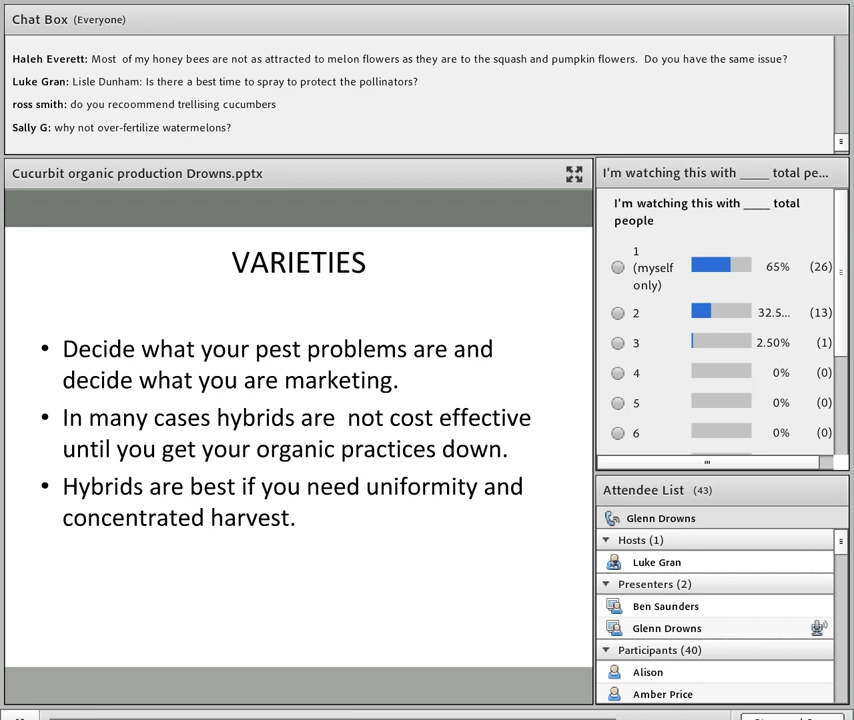 Chat Box (Everyone)
Haleh Everett: Most of my honey bees are not as attracted to melon flowers as they are to the squash and pumpkin flowers. Do you have the same issue?
Luke Gran: Lisle Dunham: Is there a best time to spray to protect the pollinators?
ross smith: do you recoommend trellising cucumbers
Sally G: why not over-fertilize watermelons?
Cucurbit organic production Drowns.pptx
VARIETIES
• Decide what your pest problems are and
decide what you are marketing.
• In many cases hybrids are not cost effective
until you get your organic practices down.
• Hybrids are best if you need uniformity and
concentrated harvest.
I'm watching this with ____ total pe...
I'm watching this with ____ total
people
1
(myself
only)
65% (26)
2 32.5... (13)
3 2.50% (1)
4 0% (0)
5 0% (0)
6 0% (0)
Attendee List (43)
Glenn Drowns
Hosts (1)
Luke Gran
Presenters (2)
Ben Saunders
Glenn Drowns
Participants (40)
Alison
Amber Price